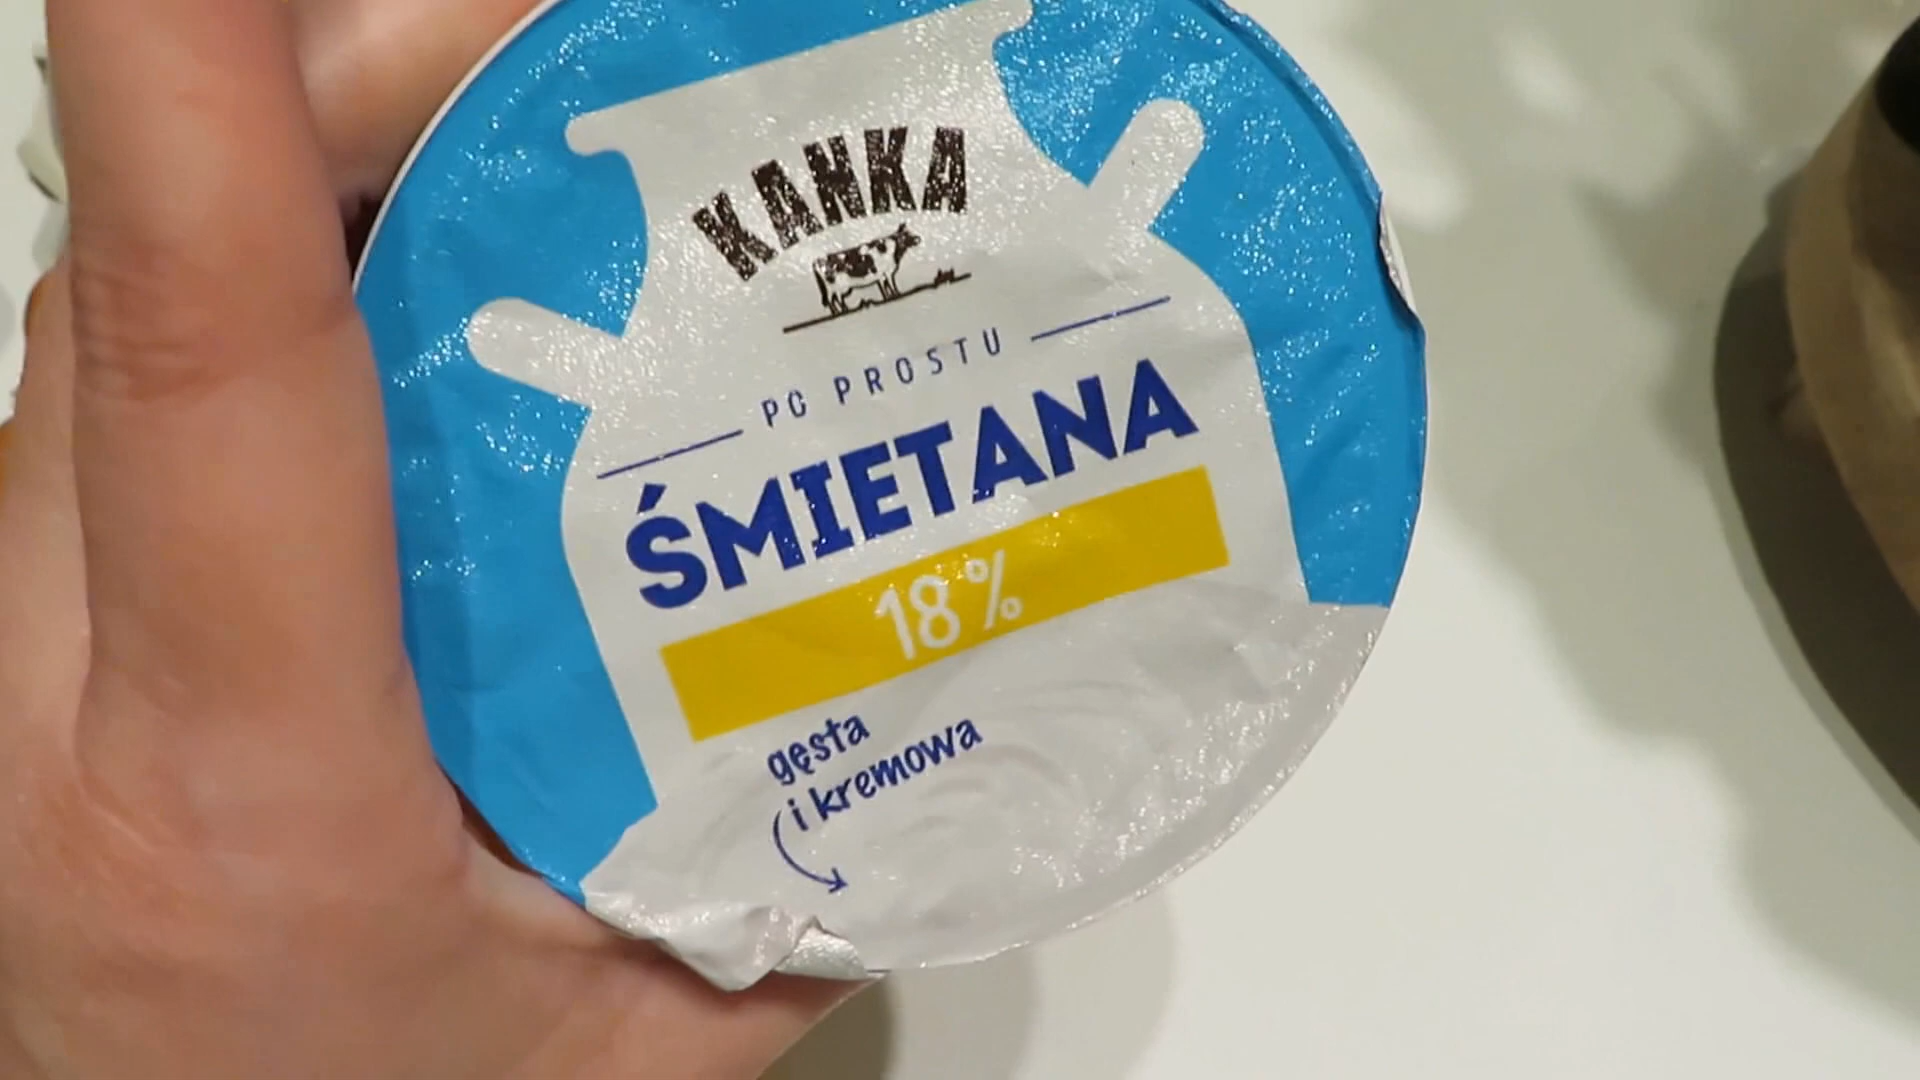 KANKA
PO PROSTU
ŚMIETANA
18%
gęsta
i kremowa